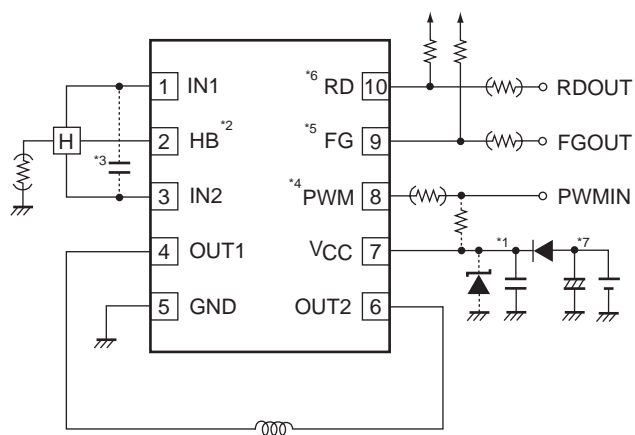 1 IN1
2 HB*2
3 IN2
4 OUT1
5 GND
H
*3
*6 RD 10
*5 FG 9
*4 PWM 8
VCC 7
OUT2 6
RDOUT
FGOUT
PWMIN
*1
*7